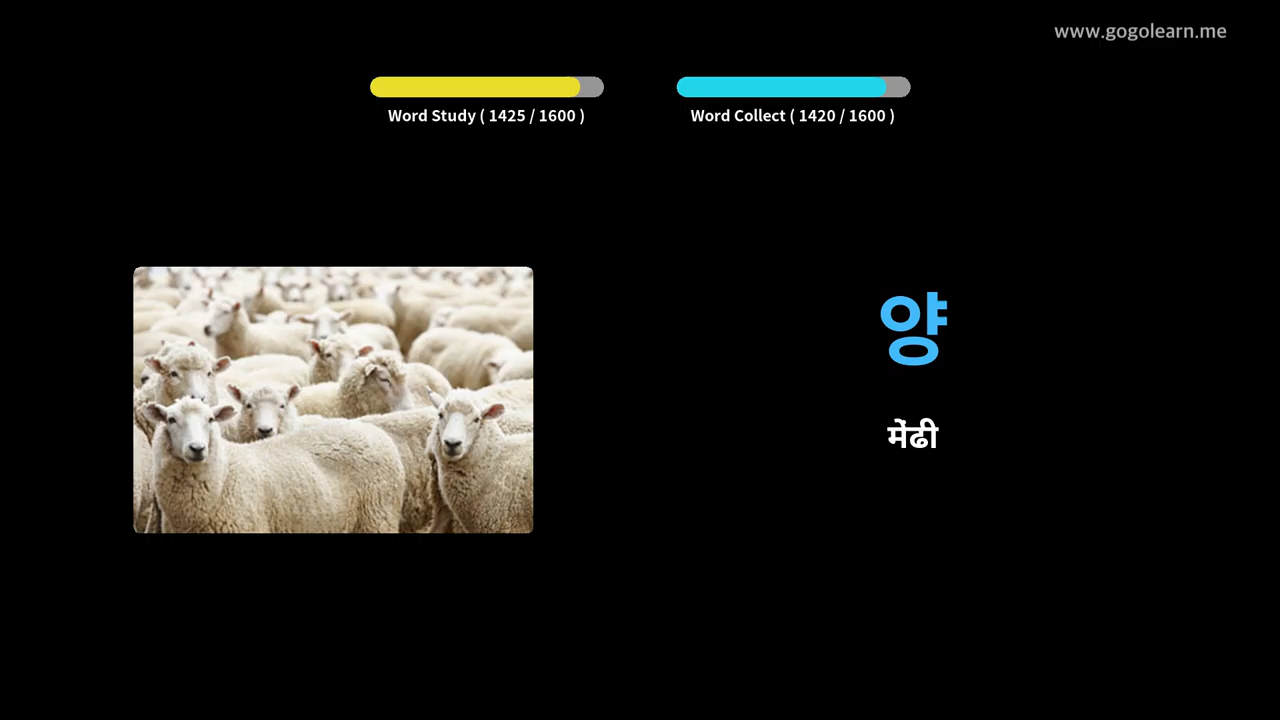 www.gogolearn.me
Word Study ( 1425 / 1600 )
Word Collect ( 1420 / 1600 )
양
मेंढी